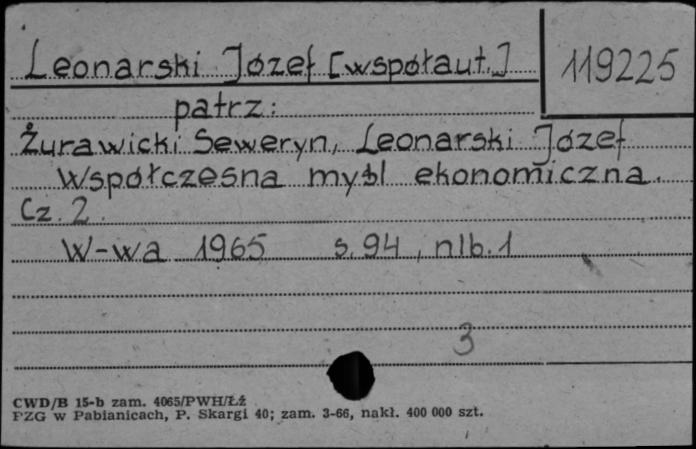 Leonarski Józef [współaut.]
119225
patrz:
Żurawicki Seweryn, Leonarski Józef
Współczesna myśl ekonomiczna.
Cz. 2.
W-wa 1965 s. 94, nlb. 1
3
CWD/B 15-b zam. 4065/PWH/Łź
PZG w Pabianicach, P. Skargi 40; zam. 3-66, nakł. 400 000 szt.